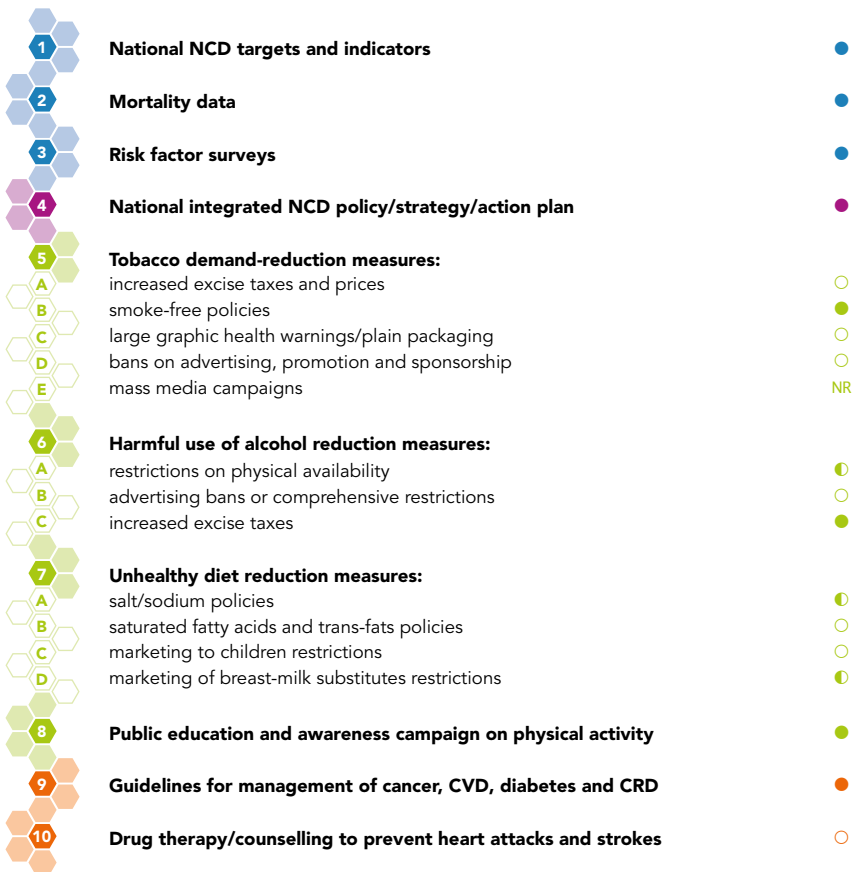 1 National NCD targets and indicators ●
2 Mortality data ●
3 Risk factor surveys ●
4 National integrated NCD policy/strategy/action plan ●
5 Tobacco demand-reduction measures:
A increased excise taxes and prices ○
B smoke-free policies ●
C large graphic health warnings/plain packaging ○
D bans on advertising, promotion and sponsorship ○
E mass media campaigns NR
6 Harmful use of alcohol reduction measures:
A restrictions on physical availability ◐
B advertising bans or comprehensive restrictions ○
C increased excise taxes ●
7 Unhealthy diet reduction measures:
A salt/sodium policies ◐
B saturated fatty acids and trans-fats policies ○
C marketing to children restrictions ○
D marketing of breast-milk substitutes restrictions ◐
8 Public education and awareness campaign on physical activity ●
9 Guidelines for management of cancer, CVD, diabetes and CRD ●
10 Drug therapy/counselling to prevent heart attacks and strokes ○